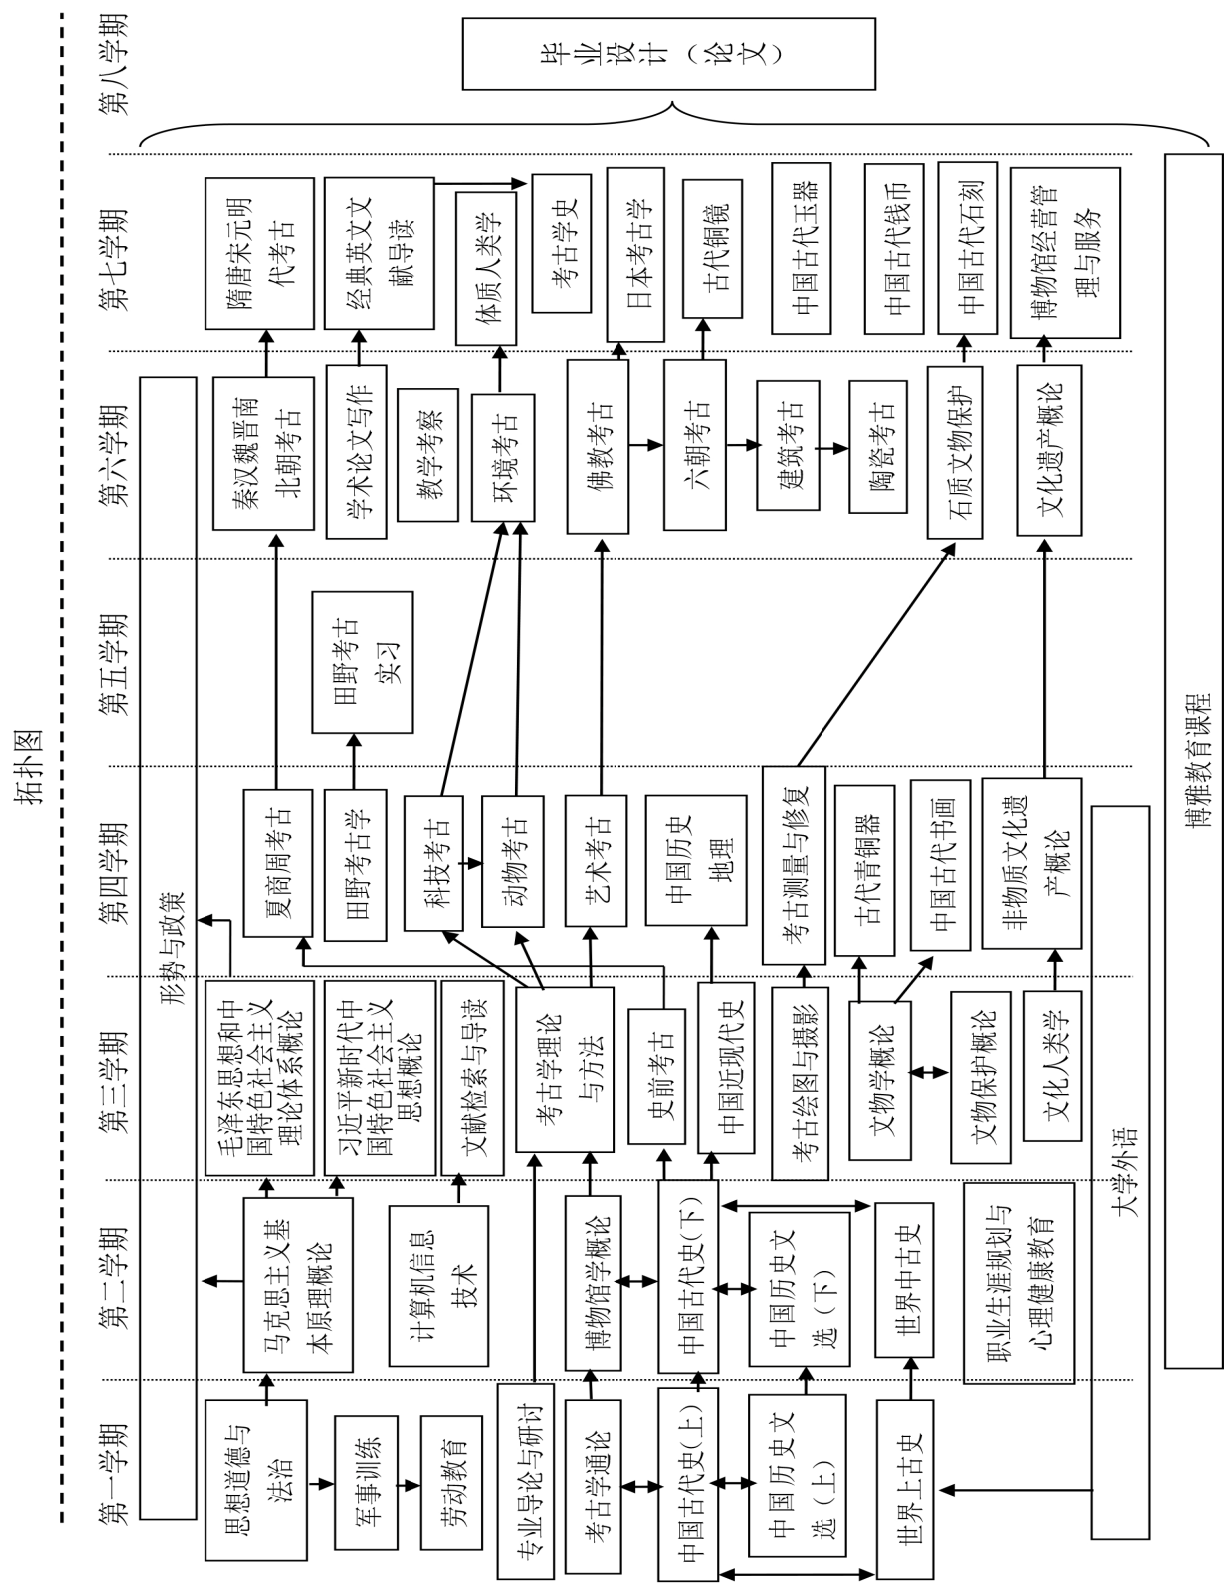 拓扑图
第一学期
第二学期
第三学期
第四学期
第五学期
第六学期
第七学期
第八学期
形势与政策
思想道德与
法治
军事训练
劳动教育
专业导论与研讨
考古学通论
中国古代史(上)
中国历史文
选（上）
世界上古史
马克思主义基
本原理概论
计算机信息
技术
博物馆学概论
中国古代史(下)
中国历史文
选（下）
世界中古史
职业生涯规划与
心理健康教育
毛泽东思想和中
国特色社会主义
理论体系概论
习近平新时代中
国特色社会主义
思想概论
文献检索与导读
考古学理论
与方法
史前考古
中国近现代史
考古绘图与摄影
文物学概论
文物保护概论
文化人类学
夏商周考古
田野考古学
科技考古
动物考古
艺术考古
中国历史
地理
考古测量与修复
古代青铜器
中国古代书画
非物质文化遗
产概论
田野考古
实习
秦汉魏晋南
北朝考古
学术论文写作
教学考察
环境考古
佛教考古
六朝考古
建筑考古
陶瓷考古
石质文物保护
文化遗产概论
隋唐宋元明
代考古
经典英文文
献导读
体质人类学
考古学史
日本考古学
古代铜镜
中国古代玉器
中国古代钱币
中国古代石刻
博物馆经营管
理与服务
毕业设计（论文）
大学外语
博雅教育课程